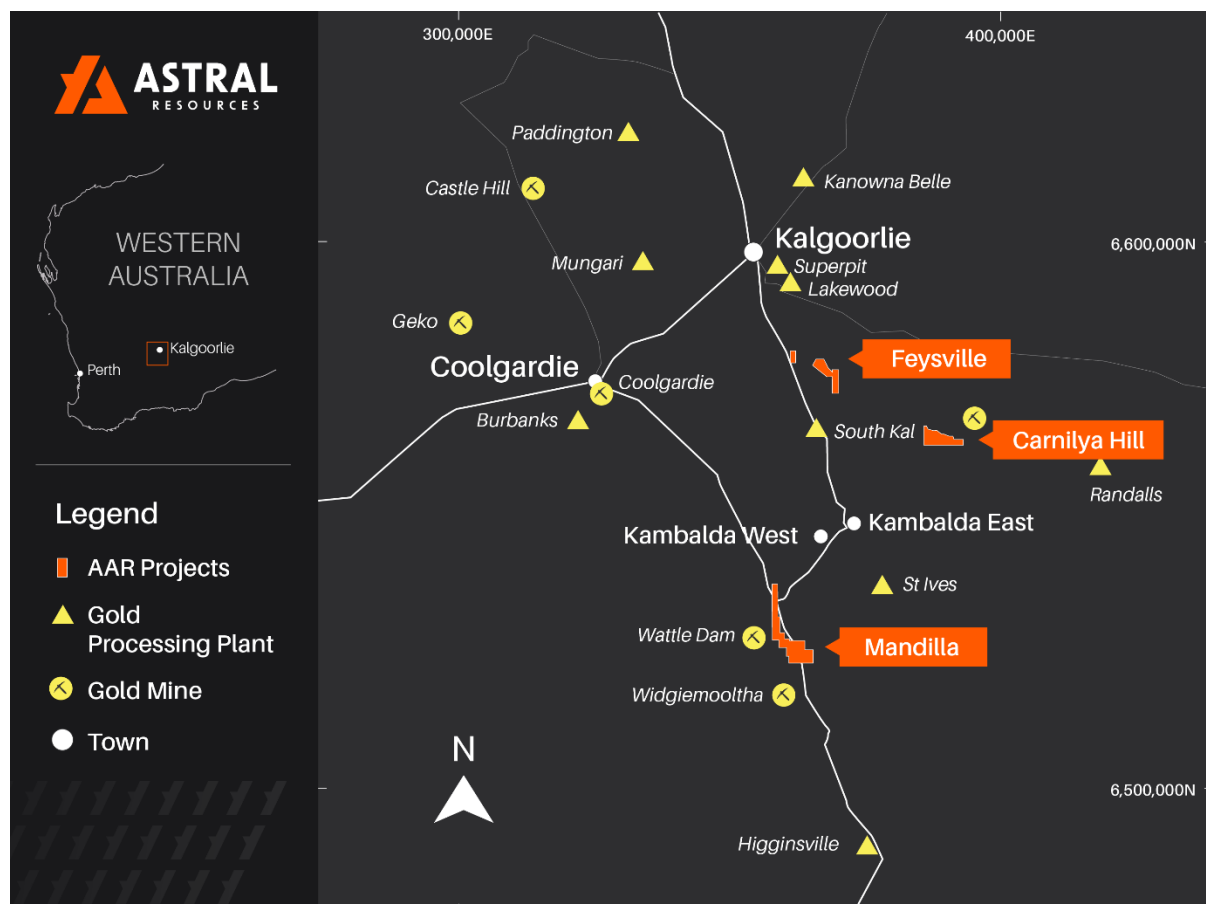 ASTRAL
RESOURCES
WESTERN
AUSTRALIA
Kalgoorlie
Perth
Legend
AAR Projects
Gold
Processing Plant
Gold Mine
Town
300,000E
400,000E
Paddington
Castle Hill
Kanowna Belle
Kalgoorlie
6,600,000N
Mungari
Superpit
Lakewood
Geko
Feysville
Coolgardie
Coolgardie
Burbanks
South Kal
Carnilya Hill
Randalls
Kambalda East
Kambalda West
St Ives
Wattle Dam
Mandilla
Widgiemooltha
N
6,500,000N
Higginsville